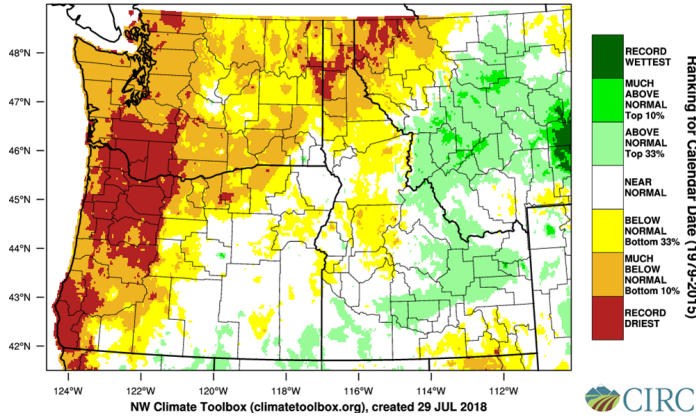 48°N
47°N
46°N
45°N
44°N
43°N
42°N
124°W
122°W
120°W
118°W
116°W
114°W
112°W
NW Climate Toolbox (climatetoolbox.org), created 29 JUL 2018
RECORD
WETTEST
MUCH
ABOVE
NORMAL
Top 10%
ABOVE
NORMAL
Top 33%
NEAR
NORMAL
BELOW
NORMAL
Bottom 33%
MUCH
BELOW
NORMAL
Bottom 10%
RECORD
DRIEST
Ranking for Calendar Date (1979-2015)
CIRC